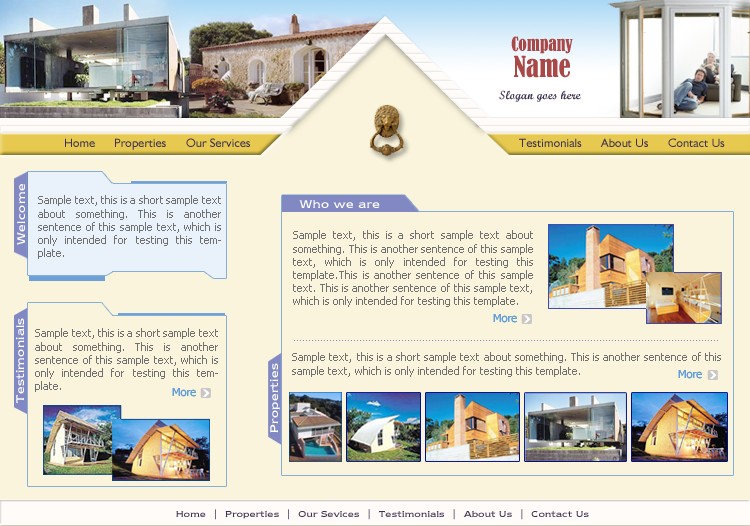 Company
Name
Slogan goes here
Home Properties Our Services Testimonials About Us Contact Us
Welcome
Sample text, this is a short sample text
about something. This is another
sentence of this sample text, which is
only intended for testing this tem-
plate.
Testimonials
Sample text, this is a short sample text
about something. This is another
sentence of this sample text, which is
only intended for testing this tem-
plate.
More
Who we are
Sample text, this is a short sample text about
something. This is another sentence of this sample
text, which is only intended for testing this
template.This is another sentence of this sample
text. This is another sentence of this sample text,
which is only intended for testing this template.
More
Properties
Sample text, this is a short sample text about something. This is another sentence of this
sample text, which is only intended for testing this template.
More
Home | Properties | Our Sevices | Testimonials | About Us | Contact Us